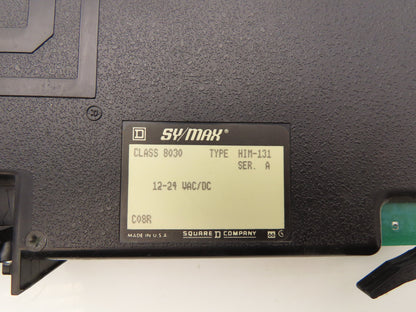 D SY/MAX®
CLASS 8030 TYPE HIM-131
SER. A
12-24 VAC/DC
C08R
MADE IN U.S.A. SQUARE D COMPANY